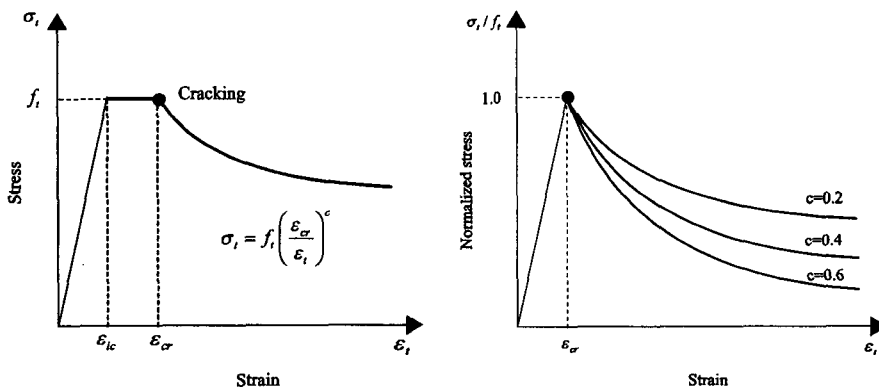 σ_t
f_t
Cracking
Stress
σ_t = f_t (ε_cr / ε_t)^c
ε_tc
ε_cr
ε_t
Strain
σ_t / f_t
1.0
Normalized stress
c=0.2
c=0.4
c=0.6
ε_cr
ε_t
Strain